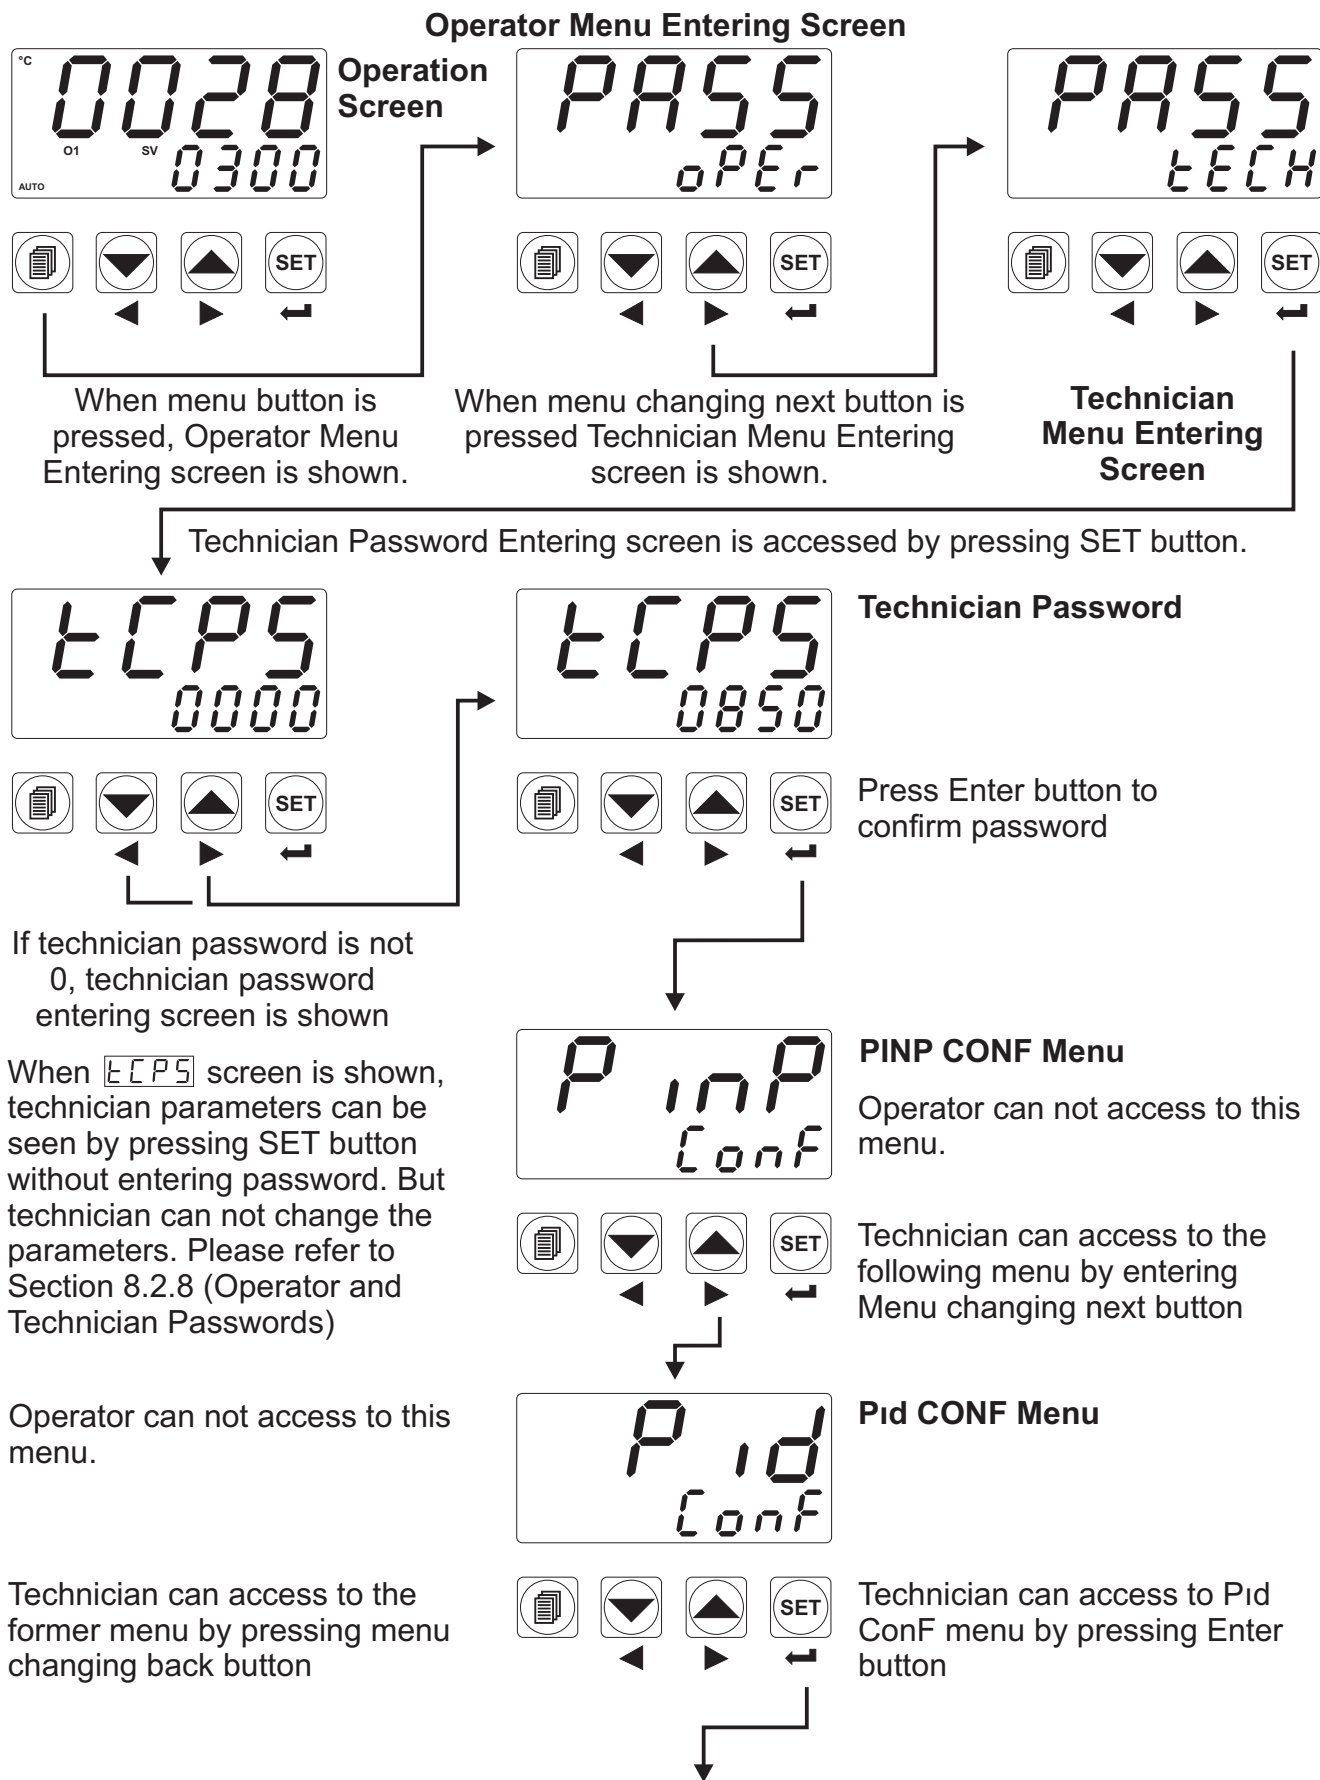 Operator Menu Entering Screen
°C
0028
O1
SV
0300
AUTO
Operation
Screen
PASS
oPEr
PASS
tECH
SET
SET
SET
When menu button is
pressed, Operator Menu
Entering screen is shown.
When menu changing next button is
pressed Technician Menu Entering
screen is shown.
Technician
Menu Entering
Screen
Technician Password Entering screen is accessed by pressing SET button.
tCPS
0000
tCPS
0850
Technician Password
SET
SET
Press Enter button to
confirm password
If technician password is not
0, technician password
entering screen is shown
When tCPS screen is shown,
technician parameters can be
seen by pressing SET button
without entering password. But
technician can not change the
parameters. Please refer to
Section 8.2.8 (Operator and
Technician Passwords)
PınP
ConF
PINP CONF Menu
Operator can not access to this
menu.
SET
Technician can access to the
following menu by entering
Menu changing next button
Operator can not access to this
menu.
Pıd
ConF
Pıd CONF Menu
Technician can access to the
former menu by pressing menu
changing back button
SET
Technician can access to Pıd
ConF menu by pressing Enter
button